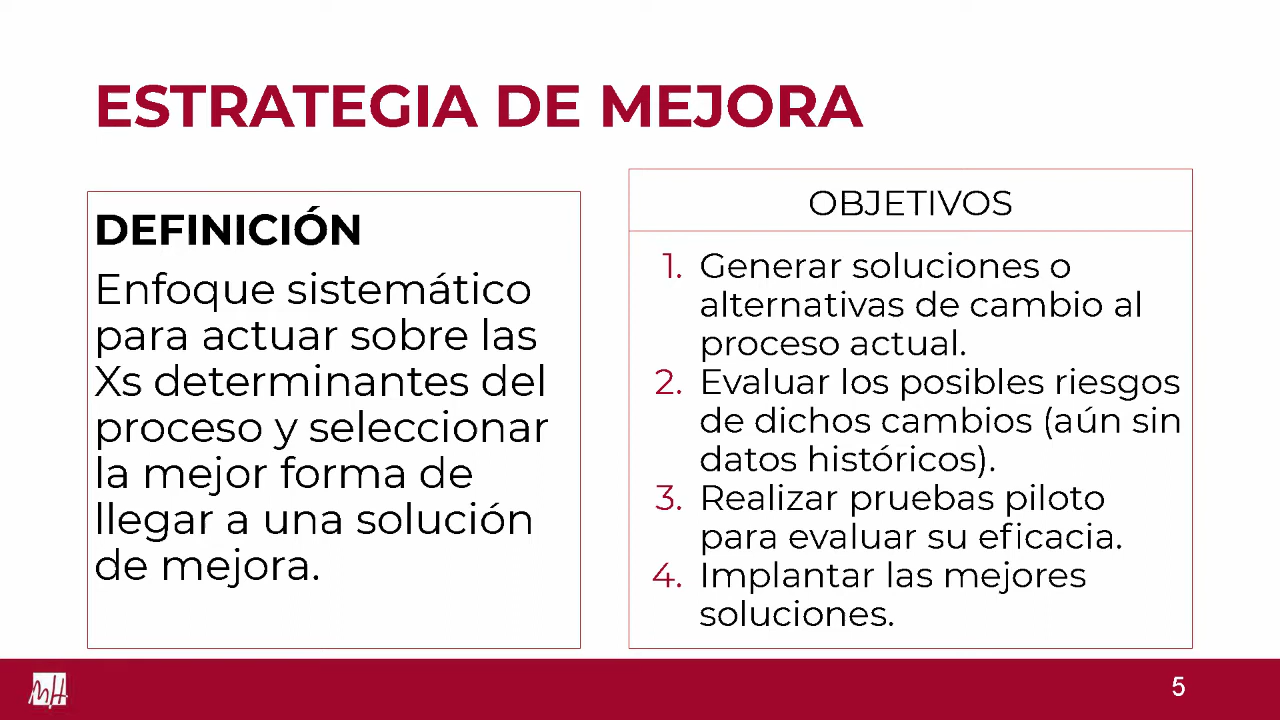 ESTRATEGIA DE MEJORA
DEFINICIÓN
Enfoque sistemático
para actuar sobre las
Xs determinantes del
proceso y seleccionar
la mejor forma de
llegar a una solución
de mejora.
OBJETIVOS
1. Generar soluciones o
alternativas de cambio al
proceso actual.
2. Evaluar los posibles riesgos
de dichos cambios (aún sin
datos históricos).
3. Realizar pruebas piloto
para evaluar su eficacia.
4. Implantar las mejores
soluciones.
MH
5